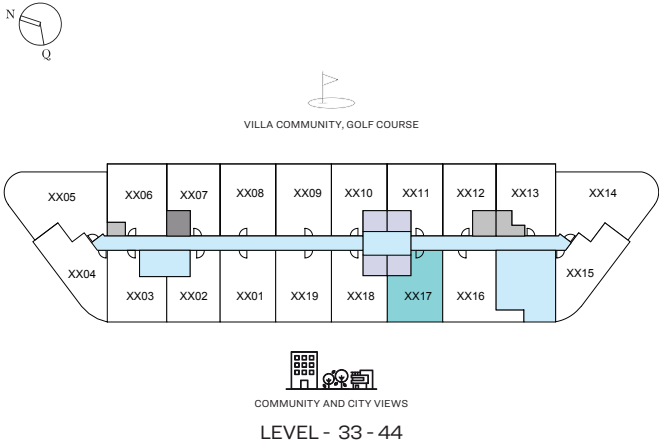 N
Q
VILLA COMMUNITY, GOLF COURSE
XX05 XX06 XX07 XX08 XX09 XX10 XX11 XX12 XX13 XX14
XX04 XX03 XX02 XX01 XX19 XX18 XX17 XX16 XX15
COMMUNITY AND CITY VIEWS
LEVEL - 33 - 44